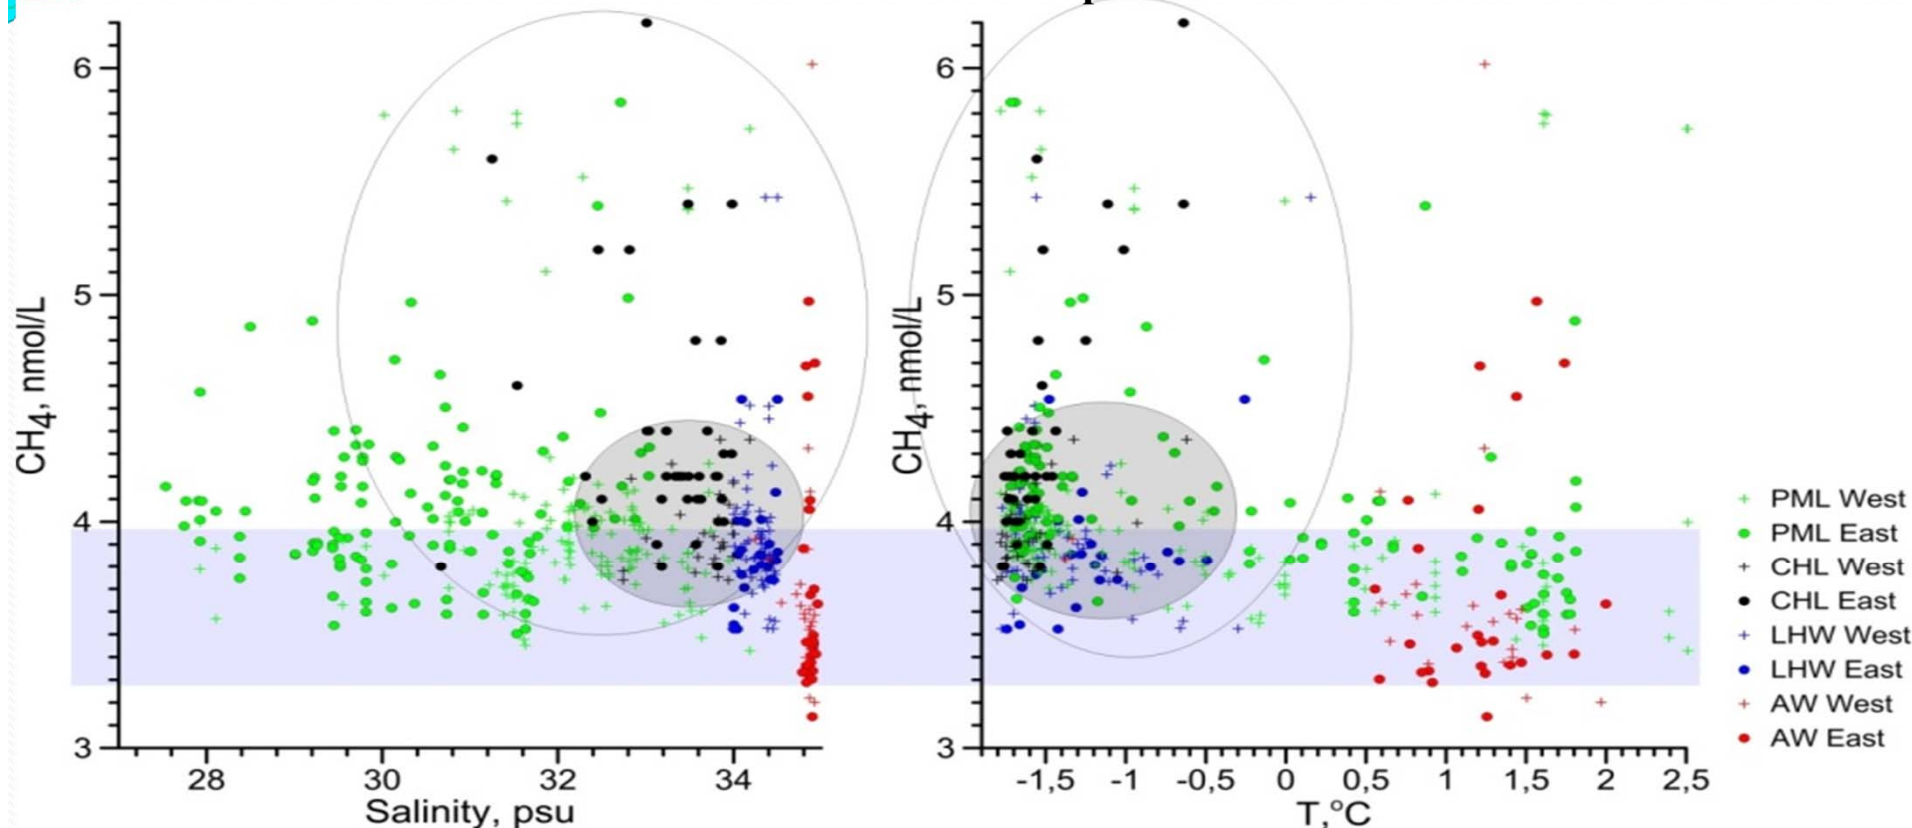 6
5
4
3
CH4, nmol/L
28 30 32 34
Salinity, psu
6
5
4
3
CH4, nmol/L
-1,5 -1 -0,5 0 0,5 1 1,5 2 2,5
T,°C
PML West
PML East
CHL West
CHL East
LHW West
LHW East
AW West
AW East